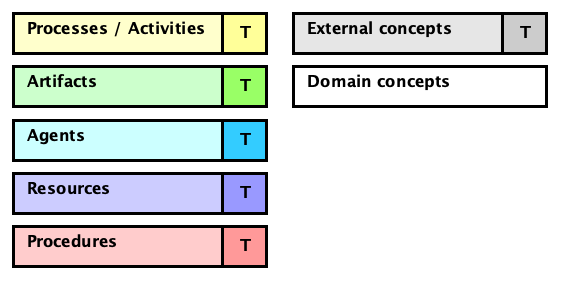 Processes / Activities T
Artifacts T
Agents T
Resources T
Procedures T
External concepts T
Domain concepts